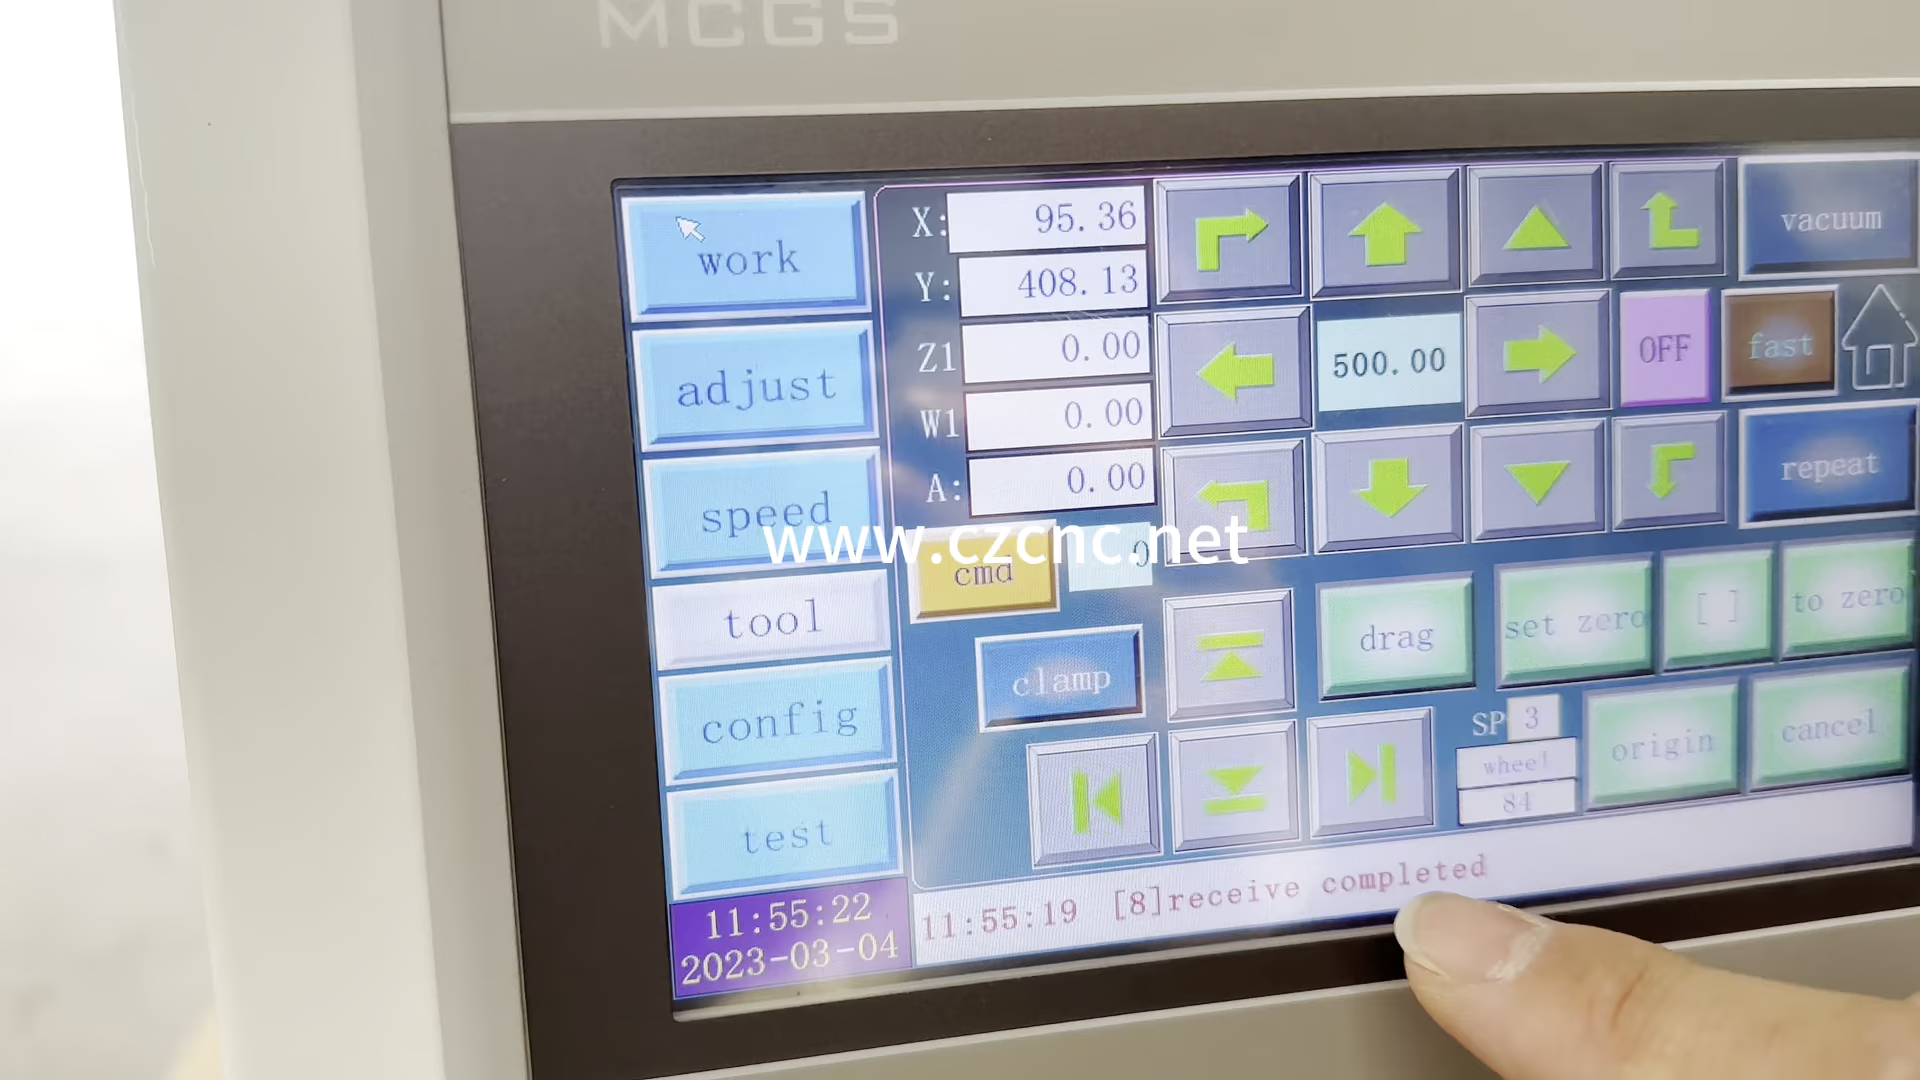 MCGS
work
adjust
speed
tool
config
test
11:55:22
2023-03-04
X: 95.36
Y: 408.13
Z1 0.00
W1 0.00
A: 0.00
cmd 0
clamp
500.00
OFF
fast
vacuum
repeat
drag
set zero
[ ]
to zero
SP 3
wheel
84
origin
cancel
11:55:19 [8]receive completed
www.czcnc.net